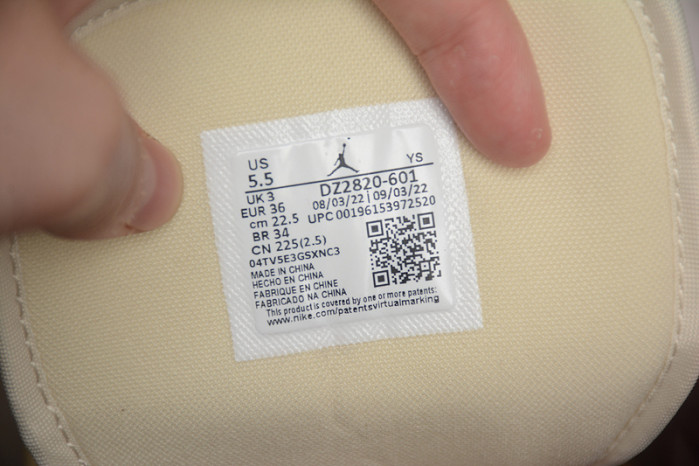 US YS
5.5
UK 3 DZ2820-601
EUR 36 08/03/22 | 09/03/22
cm 22.5 UPC 00196153972520
BR 34
CN 225(2.5)
04TV5E3GSXNC3
MADE IN CHINA
HECHO EN CHINA
FABRIQUE EN CHINE
FABRICADO NA CHINA
This product is covered by one or more patents:
www.nike.com/patentsvirtualmarking